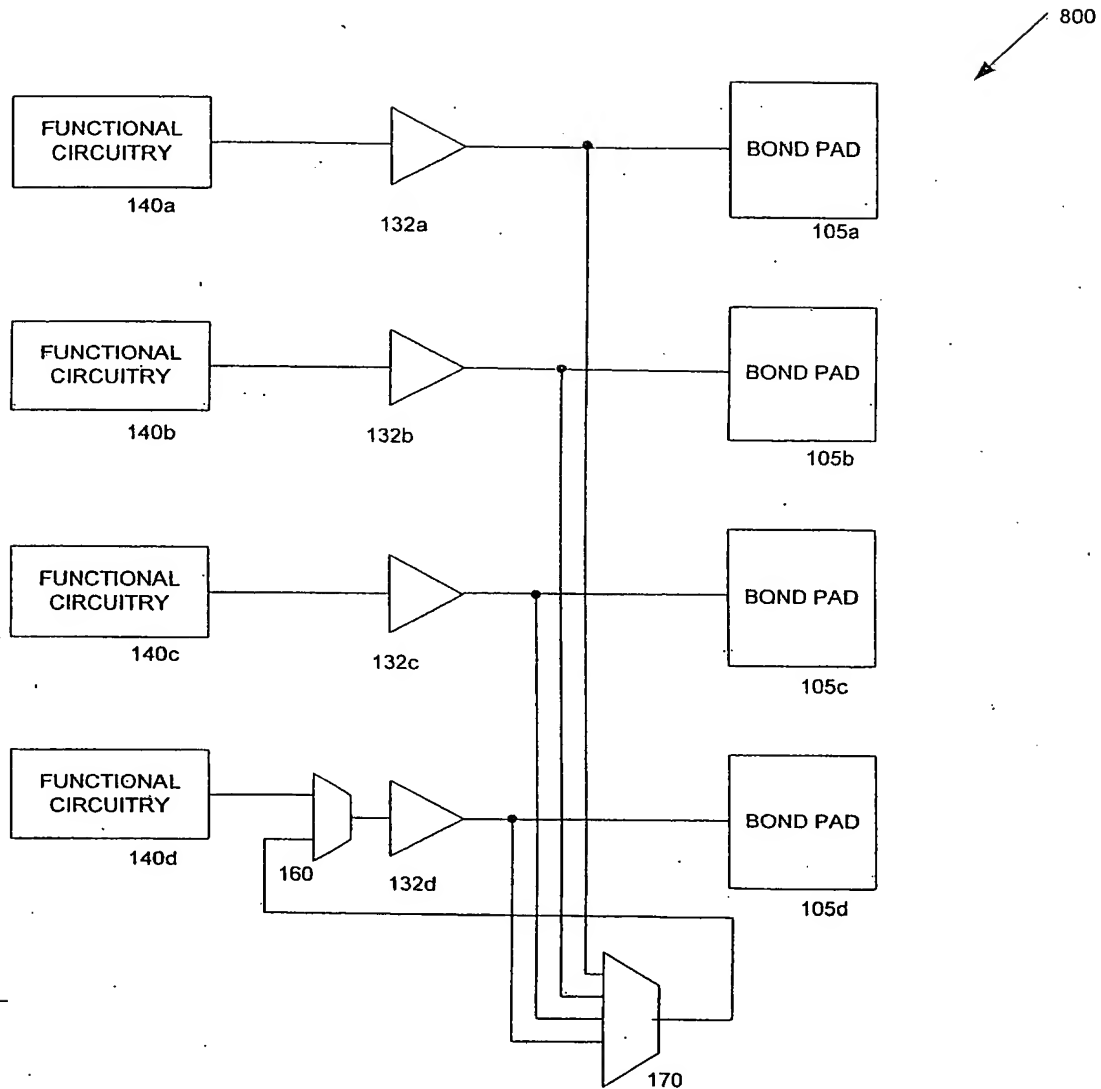 800
FUNCTIONAL
CIRCUITRY
140a
132a
BOND PAD
105a
FUNCTIONAL
CIRCUITRY
140b
132b
BOND PAD
105b
FUNCTIONAL
CIRCUITRY
140c
132c
BOND PAD
105c
FUNCTIONAL
CIRCUITRY
140d
160
132d
BOND PAD
105d
170